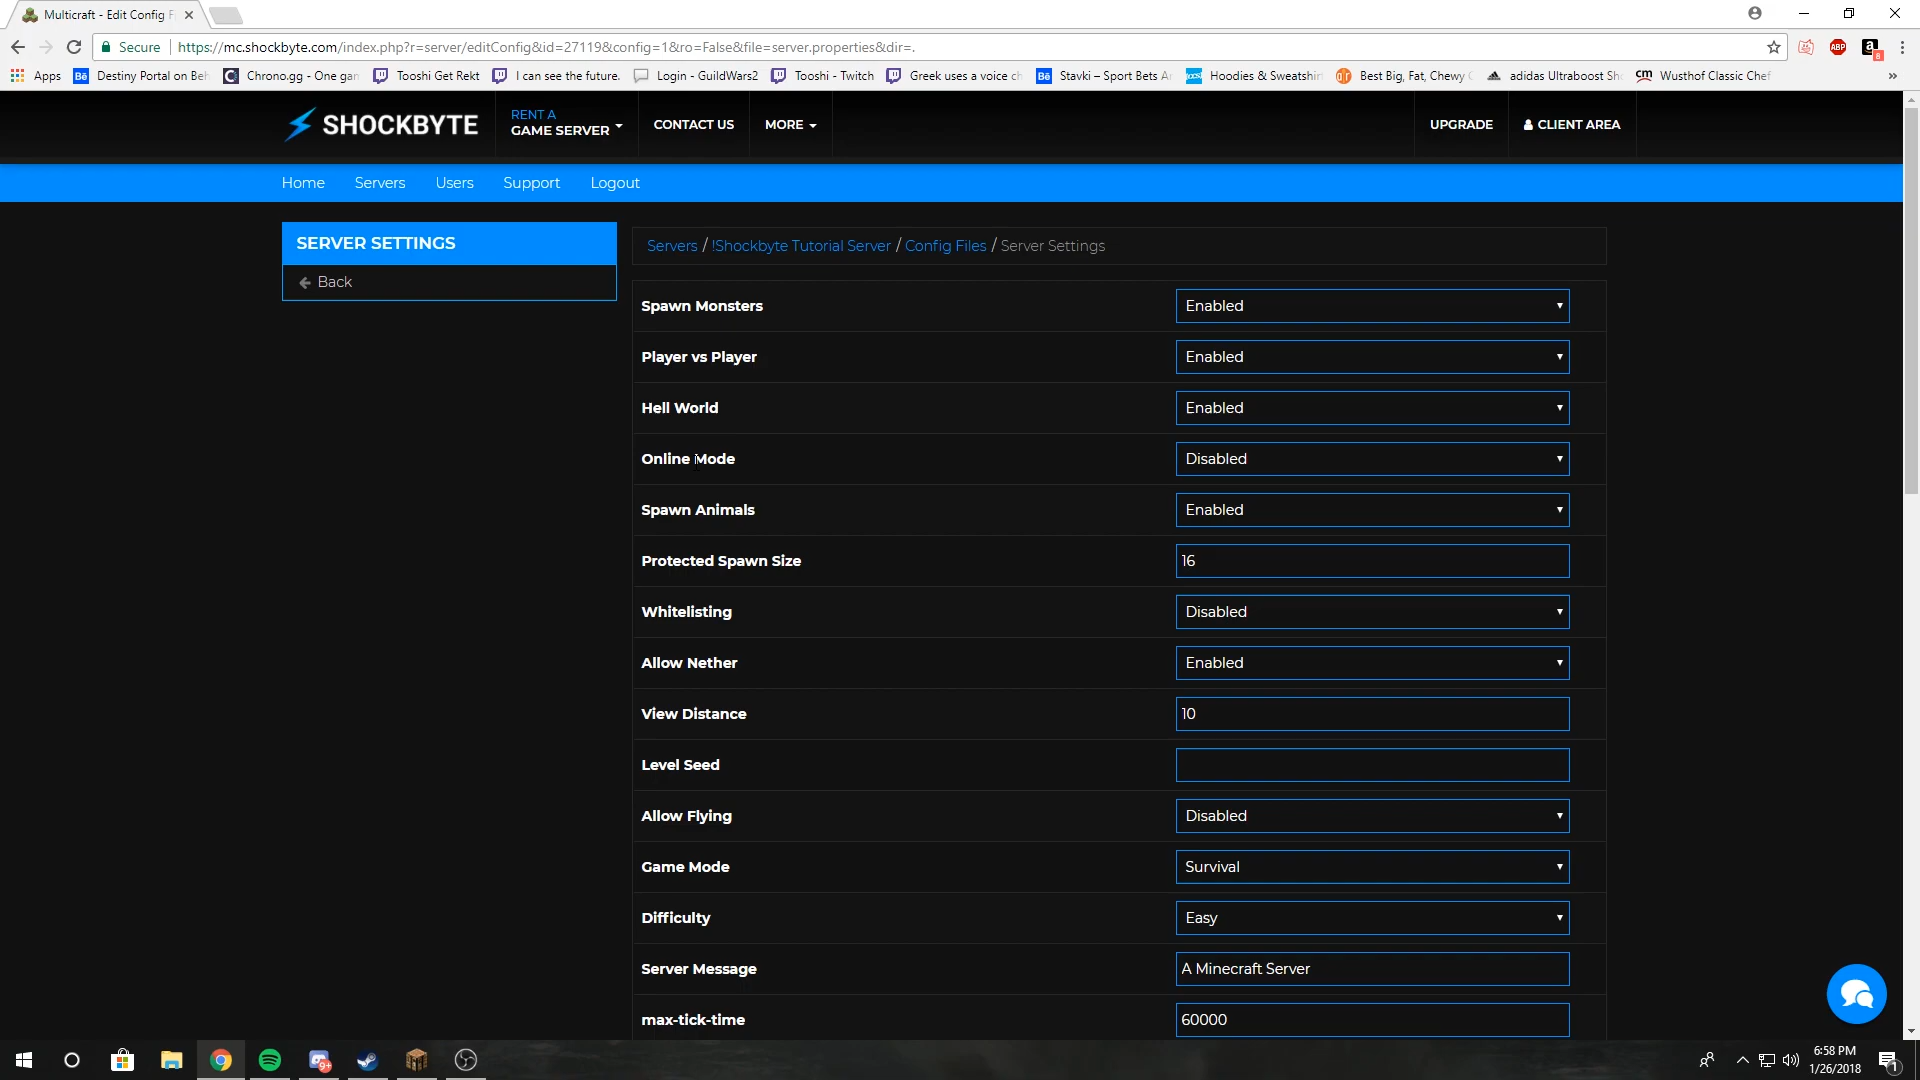 Multicraft - Edit Config F
Secure https://mc.shockbyte.com/index.php?r=server/editConfig&id=27119&config=1&ro=False&file=server.properties&dir=.
ABP
8
Apps Destiny Portal on Beh Chrono.gg - One gam Tooshi Get Rekt I can see the future. Login - GuildWars2 Tooshi - Twitch Greek uses a voice ch Stavki – Sport Bets A Hoodies & Sweatshir Best Big, Fat, Chewy C adidas Ultraboost Sh Wusthof Classic Chef »
SHOCKBYTE
RENT A
GAME SERVER
CONTACT US
MORE
UPGRADE
CLIENT AREA
Home Servers Users Support Logout
SERVER SETTINGS
Back
Servers / !Shockbyte Tutorial Server / Config Files / Server Settings
Spawn Monsters Enabled
Player vs Player Enabled
Hell World Enabled
Online Mode Disabled
Spawn Animals Enabled
Protected Spawn Size 16
Whitelisting Disabled
Allow Nether Enabled
View Distance 10
Level Seed
Allow Flying Disabled
Game Mode Survival
Difficulty Easy
Server Message A Minecraft Server
max-tick-time 60000
9+
6:58 PM
1/26/2018
1